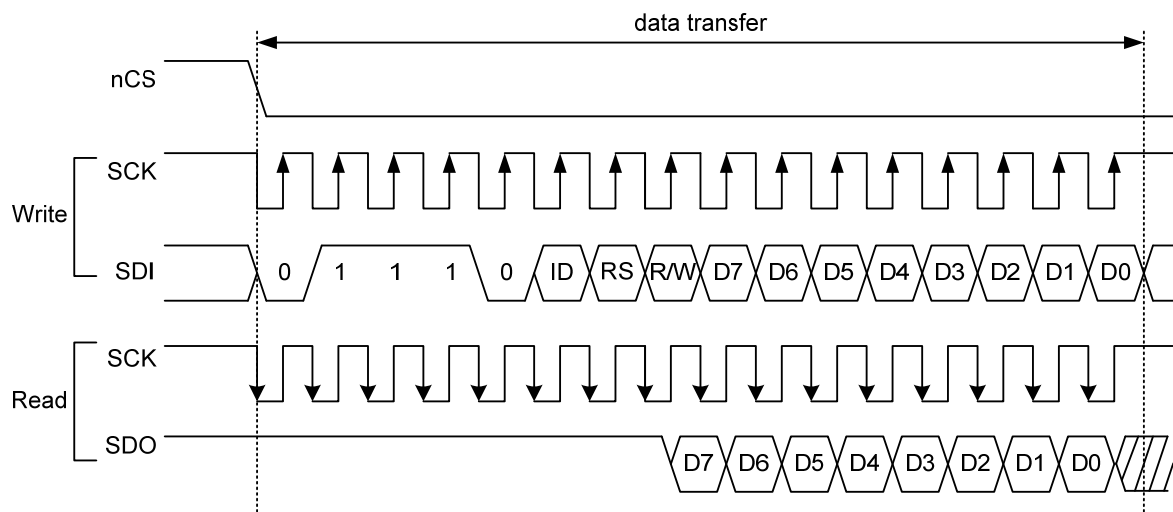 data transfer
nCS
SCK
Write
SDI 0 1 1 1 0 ID RS R/W D7 D6 D5 D4 D3 D2 D1 D0
SCK
Read
SDO D7 D6 D5 D4 D3 D2 D1 D0